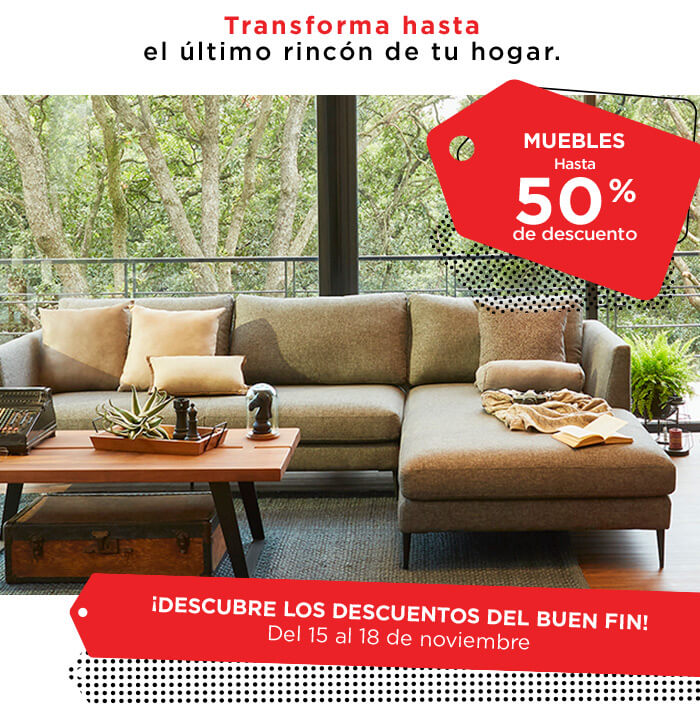 Transforma hasta
el último rincón de tu hogar.
MUEBLES
Hasta
50%
de descuento
¡DESCUBRE LOS DESCUENTOS DEL BUEN FIN!
Del 15 al 18 de noviembre